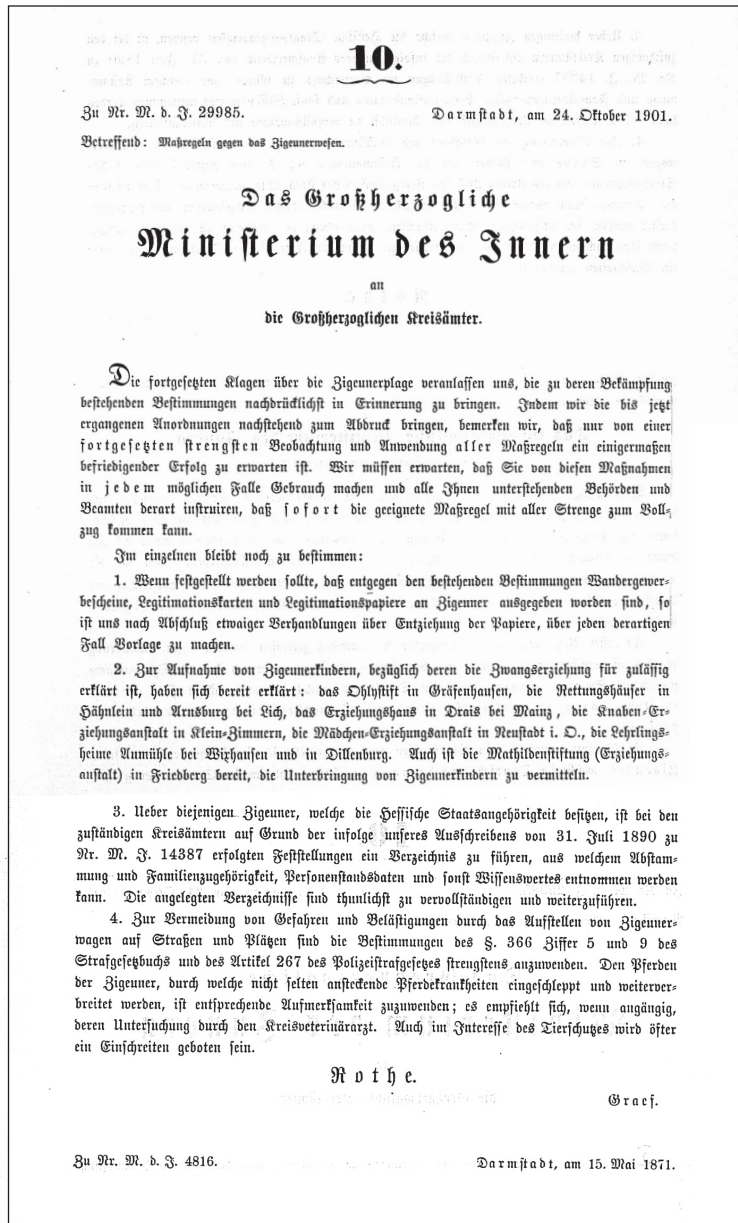 10.
Zu Nr. M. d. J. 29985. Darmstadt, am 24. Oktober 1901.
Betreffend: Maßregeln gegen das Zigeunerwesen.
Das Großherzogliche
Ministerium des Innern
an
die Großherzoglichen Kreisämter.
Die fortgesetzten Klagen über die Zigeunerplage veranlassen uns, die zu deren Bekämpfung
bestehenden Bestimmungen nachdrücklichst in Erinnerung zu bringen. Indem wir die bis jetzt
ergangenen Anordnungen nachstehend zum Abdruck bringen, bemerken wir, daß nur von einer
fortgesetzten strengsten Beobachtung und Anwendung aller Maßregeln ein einigermaßen
befriedigender Erfolg zu erwarten ist. Wir müssen erwarten, daß Sie von diesen Maßnahmen
in jedem möglichen Falle Gebrauch machen und alle Ihnen unterstehenden Behörden und
Beamten derart instruiren, daß sofort die geeignete Maßregel mit aller Strenge zum Voll-
zug kommen kann.
Im einzelnen bleibt noch zu bestimmen:
1. Wenn festgestellt werden sollte, daß entgegen den bestehenden Bestimmungen Wandergewer-
bescheine, Legitimationskarten und Legitimationspapiere an Zigeuner ausgegeben worden sind, so
ist uns nach Abschluß etwaiger Verhandlungen über Entziehung der Papiere, über jeden derartigen
Fall Vorlage zu machen.
2. Zur Aufnahme von Zigeunerkindern, bezüglich deren die Zwangserziehung für zulässig
erklärt ist, haben sich bereit erklärt: das Ohlystift in Gräfenhausen, die Rettungshäuser in
Hähnlein und Arnsburg bei Lich, das Erziehungshaus in Drais bei Mainz, die Knaben-Er-
ziehungsanstalt in Klein-Zimmern, die Mädchen-Erziehungsanstalt in Neustadt i. O., die Lehrlings-
heime Aumühle bei Wixhausen und in Dillenburg. Auch ist die Mathildenstiftung (Erziehungs-
anstalt) in Friedberg bereit, die Unterbringung von Zigeunerkindern zu vermitteln.
3. Ueber diejenigen Zigeuner, welche die Hessische Staatsangehörigkeit besitzen, ist bei den
zuständigen Kreisämtern auf Grund der infolge unseres Ausschreibens von 31. Juli 1890 zu
Nr. M. J. 14387 erfolgten Feststellungen ein Verzeichnis zu führen, aus welchem Abstam-
mung und Familienzugehörigkeit, Personenstandsdaten und sonst Wissenswertes entnommen werden
kann. Die angelegten Verzeichnisse sind thunlichst zu vervollständigen und weiterzuführen.
4. Zur Vermeidung von Gefahren und Belästigungen durch das Aufstellen von Zigeuner-
wagen auf Straßen und Plätzen sind die Bestimmungen des §. 366 Ziffer 5 und 9 des
Strafgesetzbuchs und des Artikel 267 des Polizeistrafgesetzes strengstens anzuwenden. Den Pferden
der Zigeuner, durch welche nicht selten ansteckende Pferdekrankheiten eingeschleppt und weiterver-
breitet werden, ist entsprechende Aufmerksamkeit zuzuwenden; es empfiehlt sich, wenn angängig,
deren Untersuchung durch den Kreisveterinärarzt. Auch im Interesse des Tierschutzes wird öfter
ein Einschreiten geboten sein.
Rothe.
Graef.
Zu Nr. M. d. J. 4816. Darmstadt, am 15. Mai 1871.